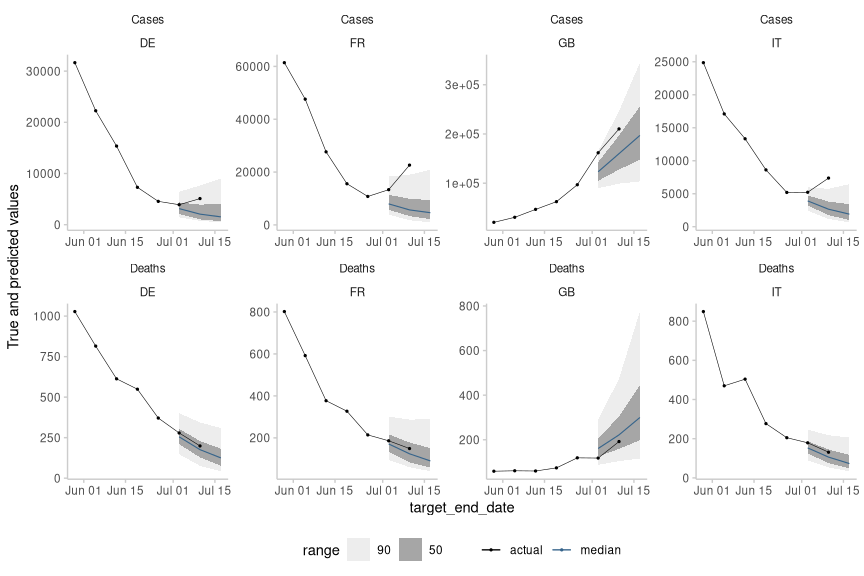 Cases Cases Cases Cases
DE FR GB IT
30000
20000
10000
0
60000
40000
20000
0
3e+05
2e+05
1e+05
25000
20000
15000
10000
5000
0
Jun 01 Jun 15 Jul 01 Jul 15 Jun 01 Jun 15 Jul 01 Jul 15 Jun 01 Jun 15 Jul 01 Jul 15 Jun 01 Jun 15 Jul 01 Jul 15
True and predicted values
Deaths Deaths Deaths Deaths
DE FR GB IT
1000
750
500
250
0
800
600
400
200
800
600
400
200
800
600
400
200
0
Jun 01 Jun 15 Jul 01 Jul 15 Jun 01 Jun 15 Jul 01 Jul 15 Jun 01 Jun 15 Jul 01 Jul 15 Jun 01 Jun 15 Jul 01 Jul 15
target_end_date
range 90 50 actual median